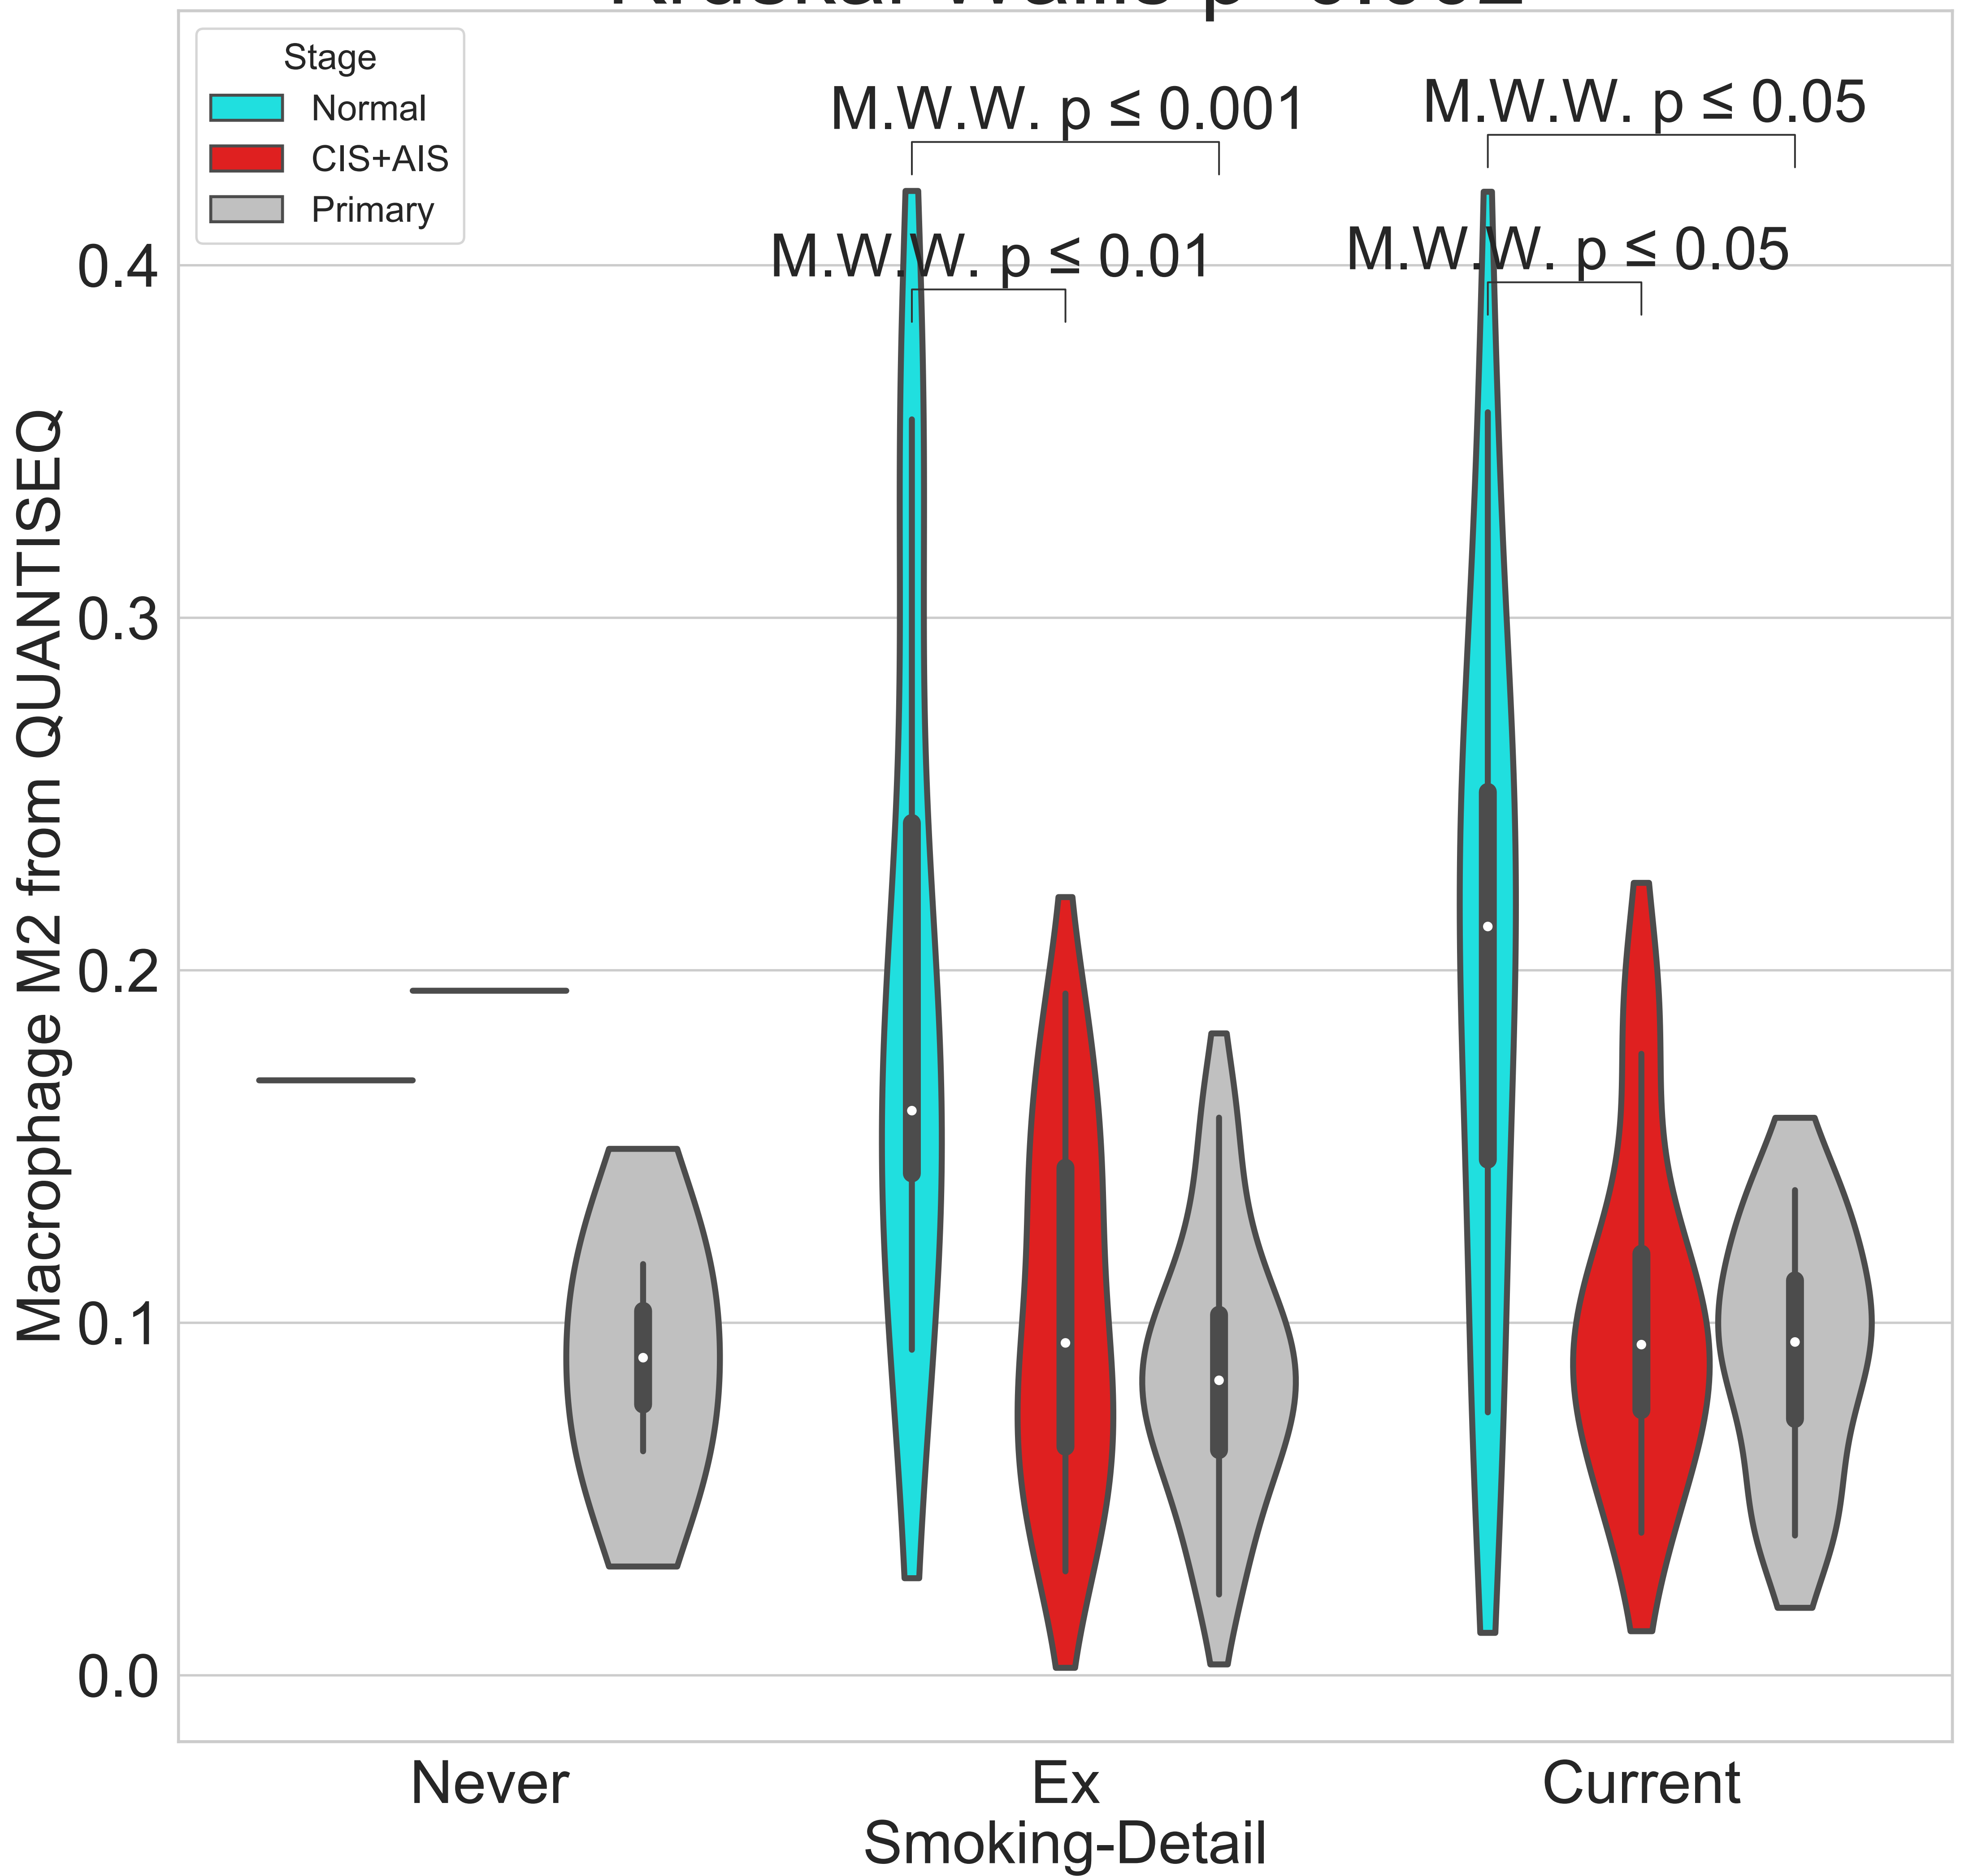 Stage
Normal
CIS+AIS
Primary
M.W.W. p ≤ 0.001
M.W.W. p ≤ 0.05
M.W.W. p ≤ 0.01
M.W.W. p ≤ 0.05
Macrophage M2 from QUANTISEQ
0.4
0.3
0.2
0.1
0.0
Never
Ex
Current
Smoking-Detail